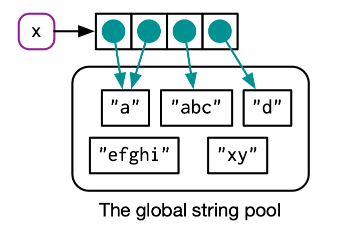 x
"a" "abc" "d"
"efghi" "xy"
The global string pool